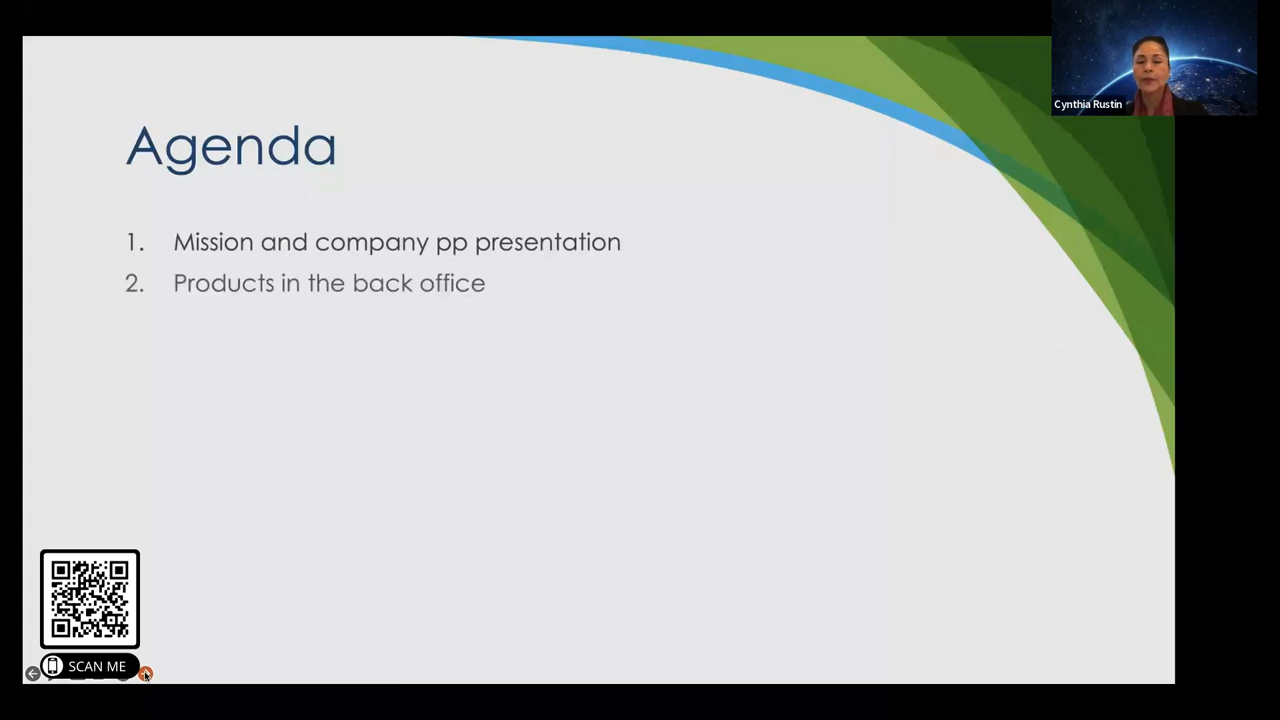 Cynthia Rustin
Agenda
1. Mission and company pp presentation
2. Products in the back office
SCAN ME